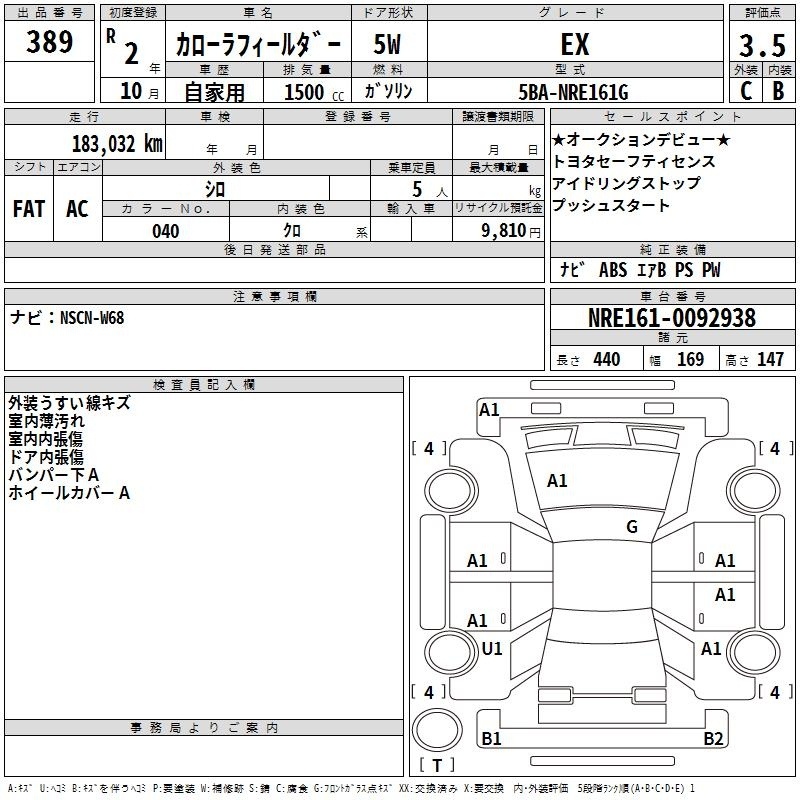 出品番号 初度登録 車名 ドア形状 グレード 評価点
389 R 2 年 ｶﾛｰﾗﾌｨｰﾙﾀﾞｰ 5W EX 3.5
車歴 排気量 燃料 型式 外装 内装
10 月 自家用 1500 CC ｶﾞｿﾘﾝ 5BA-NRE161G C B
走行 車検 登録番号 譲渡書類期限 セールスポイント
183,032 km 年 月 月 日
★オークションデビュー★
トヨタセーフティセンス
アイドリングストップ
プッシュスタート
シフト エアコン 外装色 乗車定員 最大積載量
FAT AC ｼﾛ 5 人 kg
カラーNo. 内装色 輸入車 リサイクル預託金
040 ｸﾛ 系 9,810 円
後日発送部品 純正装備
ﾅﾋﾞ ABS ｴｱB PS PW
注意事項欄 車台番号
ナビ：NSCN-W68 NRE161-0092938
諸元
長さ 440 幅 169 高さ 147
検査員記入欄
外装うすい線キズ
室内薄汚れ
室内内張傷
ドア内張傷
バンパー下A
ホイールカバーA
事務局よりご案内
A1
[ 4 ] [ 4 ]
A1
G
A1 A1
A1
A1
U1 A1
[ 4 ] [ 4 ]
B1 B2
[ T ]
A:ｷｽﾞ U:ﾍｺﾐ B:ｷｽﾞを伴うﾍｺﾐ P:要塗装 W:補修跡 S:錆 C:腐食 G:ﾌﾛﾝﾄｶﾞﾗｽ点ｷｽﾞ XX:交換済み X:要交換 内･外装評価 5段階ﾗﾝｸ順(A･B･C･D･E) 1